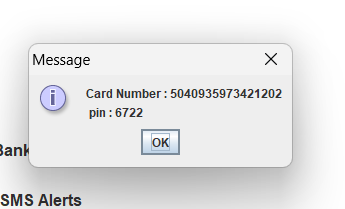 Message
Card Number : 5040935973421202
pin : 6722
OK
Bank
SMS Alerts